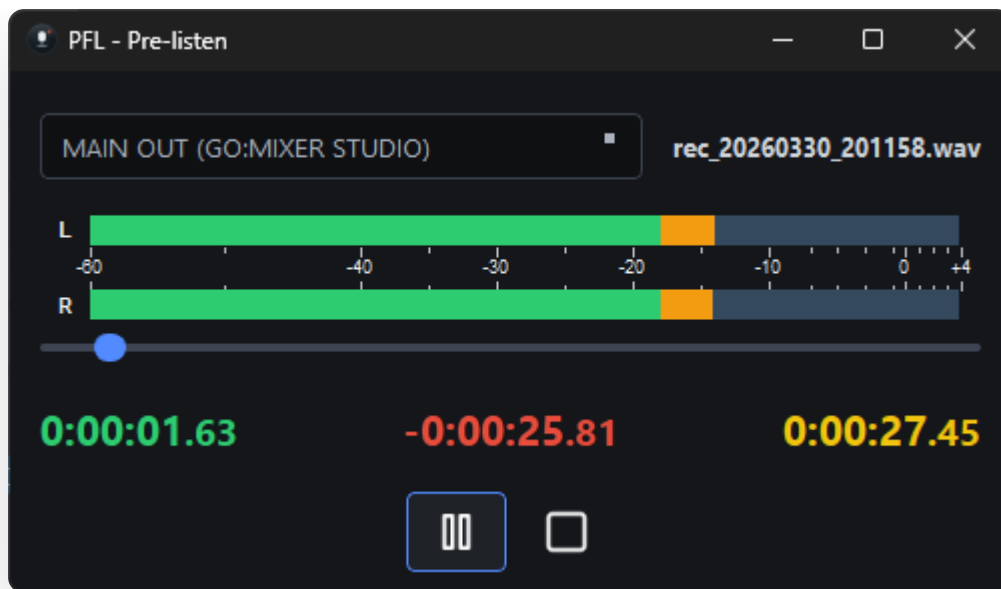 PFL - Pre-listen
MAIN OUT (GO:MIXER STUDIO)
rec_20260330_201158.wav
L
-60 -40 -30 -20 -10 0 +4
R
0:00:01.63 -0:00:25.81 0:00:27.45